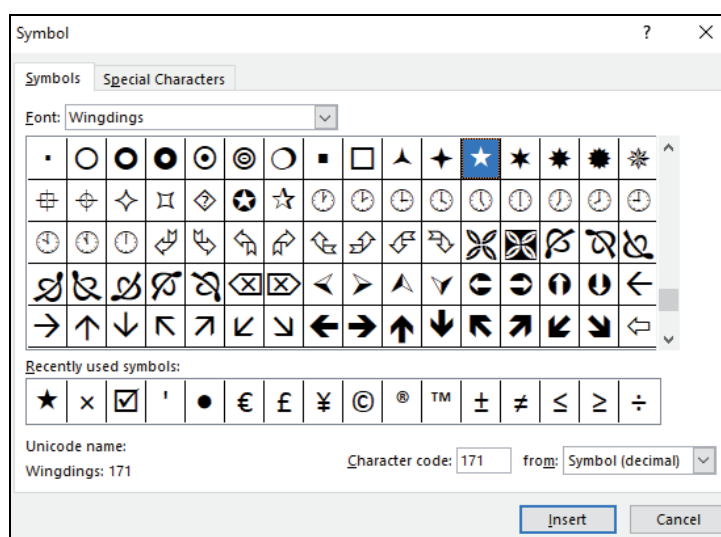 Symbol ? ×
Symbols Special Characters
Font: Wingdings
Recently used symbols:
★ × ☑ ' ● € £ ¥ © ® ™ ± ≠ ≤ ≥ ÷
Unicode name:
Wingdings: 171
Character code: 171 from: Symbol (decimal)
Insert Cancel